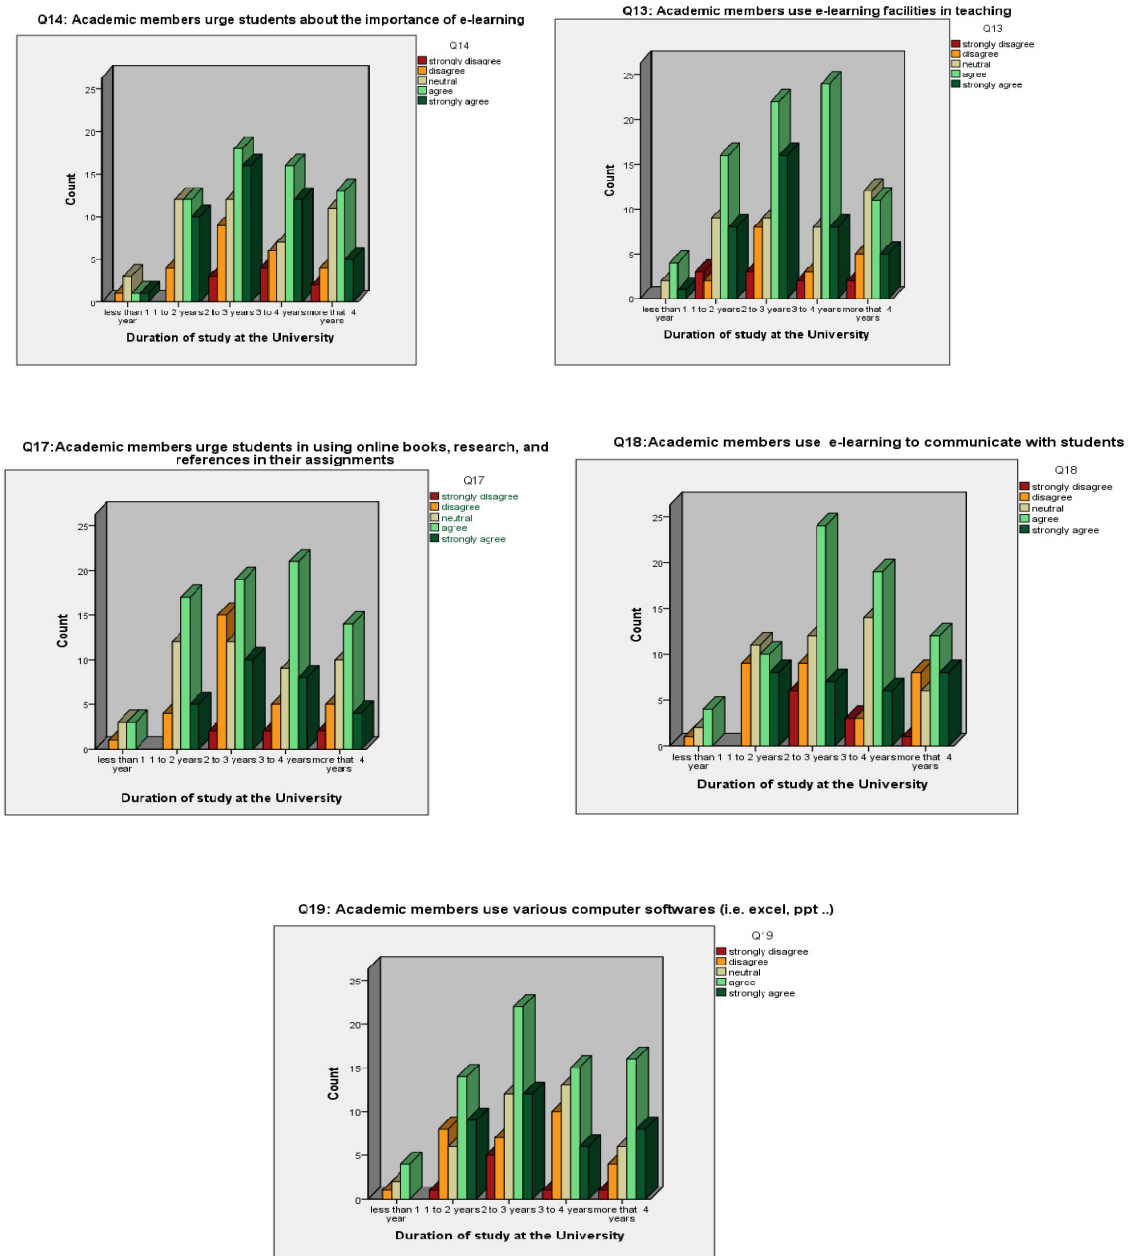 Q14: Academic members urge students about the importance of e-learning
Q14
strongly disagree
disagree
neutral
agree
strongly agree
Count
25
20
15
10
5
0
less than 1 year
1 to 2 years
2 to 3 years
3 to 4 years
more that 4 years
Duration of study at the University
Q13: Academic members use e-learning facilities in teaching
Q13
strongly disagree
disagree
neutral
agree
strongly agree
Count
25
20
15
10
5
0
less than 1 year
1 to 2 years
2 to 3 years
3 to 4 years
more that 4 years
Duration of study at the University
Q17:Academic members urge students in using online books, research, and
references in their assignments
Q17
strongly disagree
disagree
neutral
agree
strongly agree
Count
25
20
15
10
5
0
less than 1 year
1 to 2 years
2 to 3 years
3 to 4 years
more that 4 years
Duration of study at the University
Q18:Academic members use e-learning to communicate with students
Q18
strongly disagree
disagree
neutral
agree
strongly agree
Count
25
20
15
10
5
0
less than 1 year
1 to 2 years
2 to 3 years
3 to 4 years
more that 4 years
Duration of study at the University
Q19: Academic members use various computer softwares (i.e. excel, ppt ..)
Q19
strongly disagree
disagree
neutral
agree
strongly agree
Count
25
20
15
10
5
0
less than 1 year
1 to 2 years
2 to 3 years
3 to 4 years
more that 4 years
Duration of study at the University